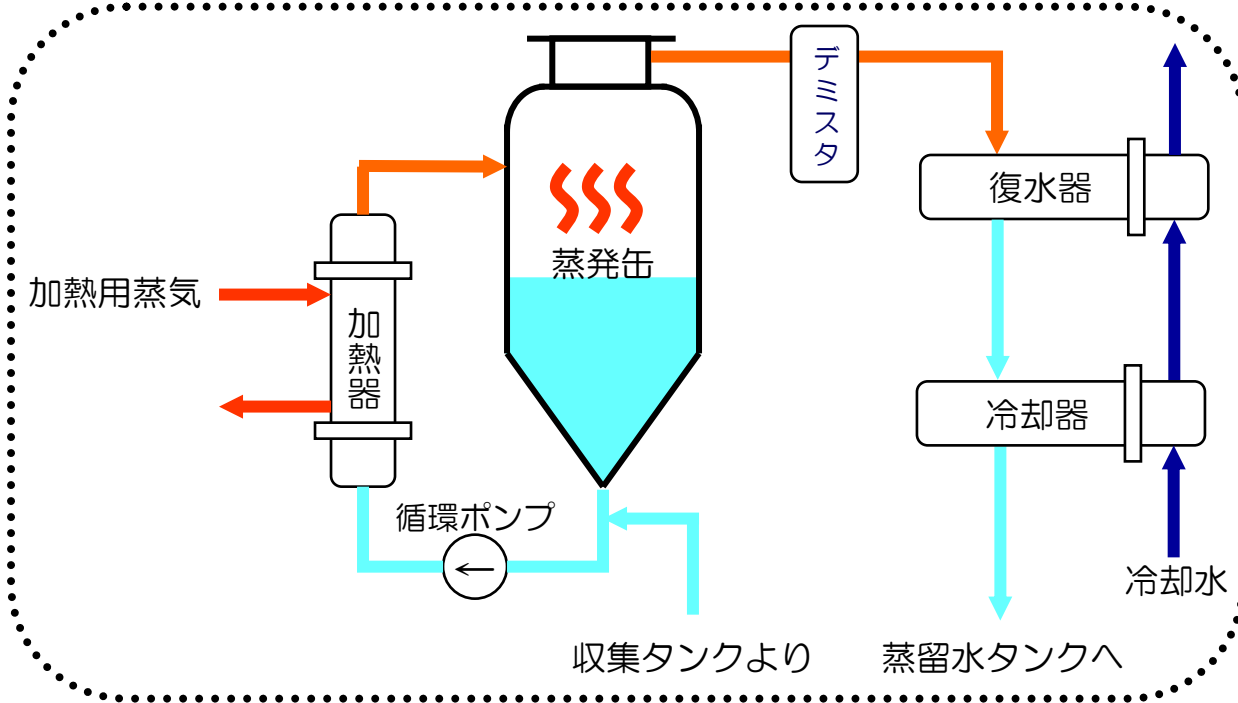 デミスタ
復水器
蒸発缶
加熱用蒸気
加熱器
冷却器
循環ポンプ
冷却水
収集タンクより
蒸留水タンクへ